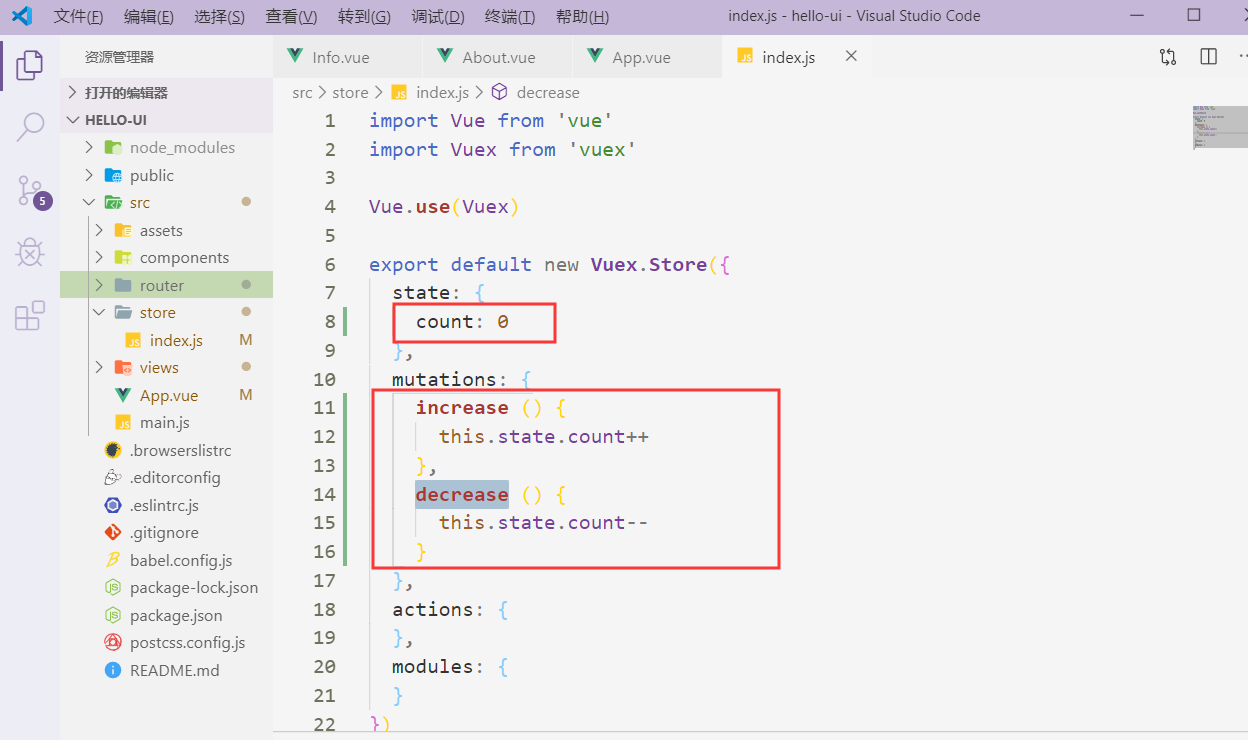 文件(F) 编辑(E) 选择(S) 查看(V) 转到(G) 调试(D) 终端(T) 帮助(H) index.js - hello-ui - Visual Studio Code
资源管理器
打开的编辑器
HELLO-UI
node_modules
public
src
assets
components
router
store
index.js M
views
App.vue M
main.js
.browserslistrc
.editorconfig
.eslintrc.js
.gitignore
babel.config.js
package-lock.json
package.json
postcss.config.js
README.md
5
Info.vue About.vue App.vue JS index.js
src > store > JS index.js > decrease
1 import Vue from 'vue'
2 import Vuex from 'vuex'
3
4 Vue.use(Vuex)
5
6 export default new Vuex.Store({
7 state: {
8 count: 0
9 },
10 mutations: {
11 increase () {
12 this.state.count++
13 },
14 decrease () {
15 this.state.count--
16 }
17 },
18 actions: {
19 },
20 modules: {
21 }
22 })